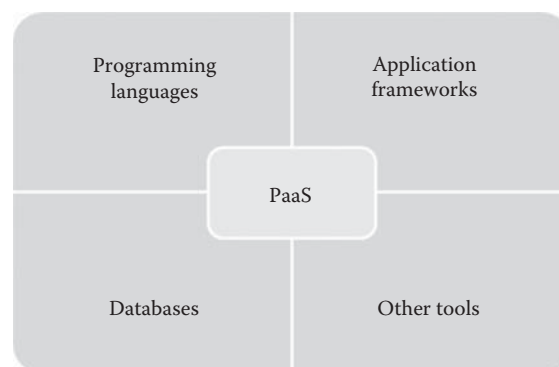 Programming
languages
Application
frameworks
PaaS
Databases
Other tools